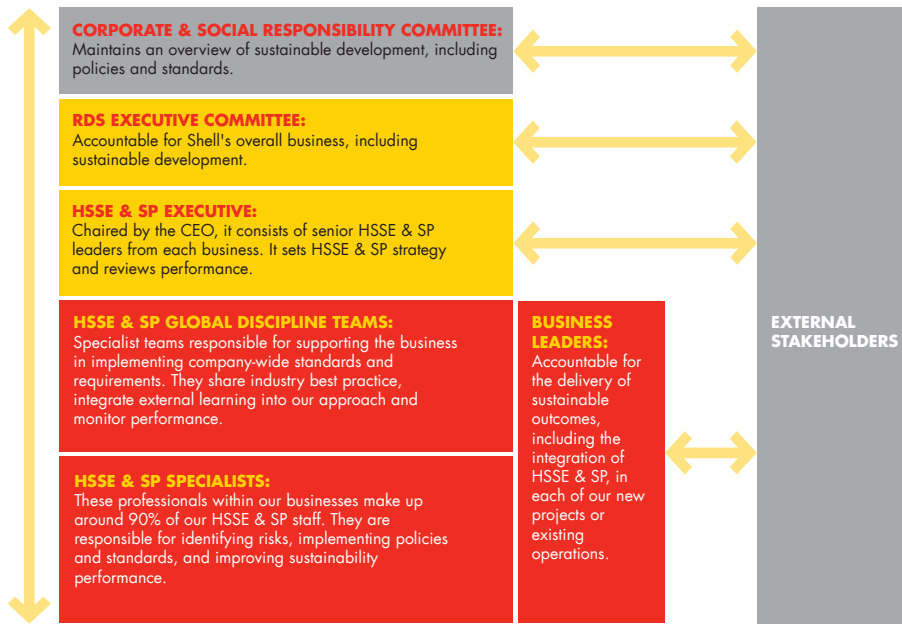 CORPORATE & SOCIAL RESPONSIBILITY COMMITTEE:
Maintains an overview of sustainable development, including
policies and standards.
RDS EXECUTIVE COMMITTEE:
Accountable for Shell's overall business, including
sustainable development.
HSSE & SP EXECUTIVE:
Chaired by the CEO, it consists of senior HSSE & SP
leaders from each business. It sets HSSE & SP strategy
and reviews performance.
HSSE & SP GLOBAL DISCIPLINE TEAMS:
Specialist teams responsible for supporting the business
in implementing company-wide standards and
requirements. They share industry best practice,
integrate external learning into our approach and
monitor performance.
HSSE & SP SPECIALISTS:
These professionals within our businesses make up
around 90% of our HSSE & SP staff. They are
responsible for identifying risks, implementing policies
and standards, and improving sustainability
performance.
BUSINESS
LEADERS:
Accountable for
the delivery of
sustainable
outcomes,
including the
integration of
HSSE & SP, in
each of our new
projects or
existing
operations.
EXTERNAL
STAKEHOLDERS